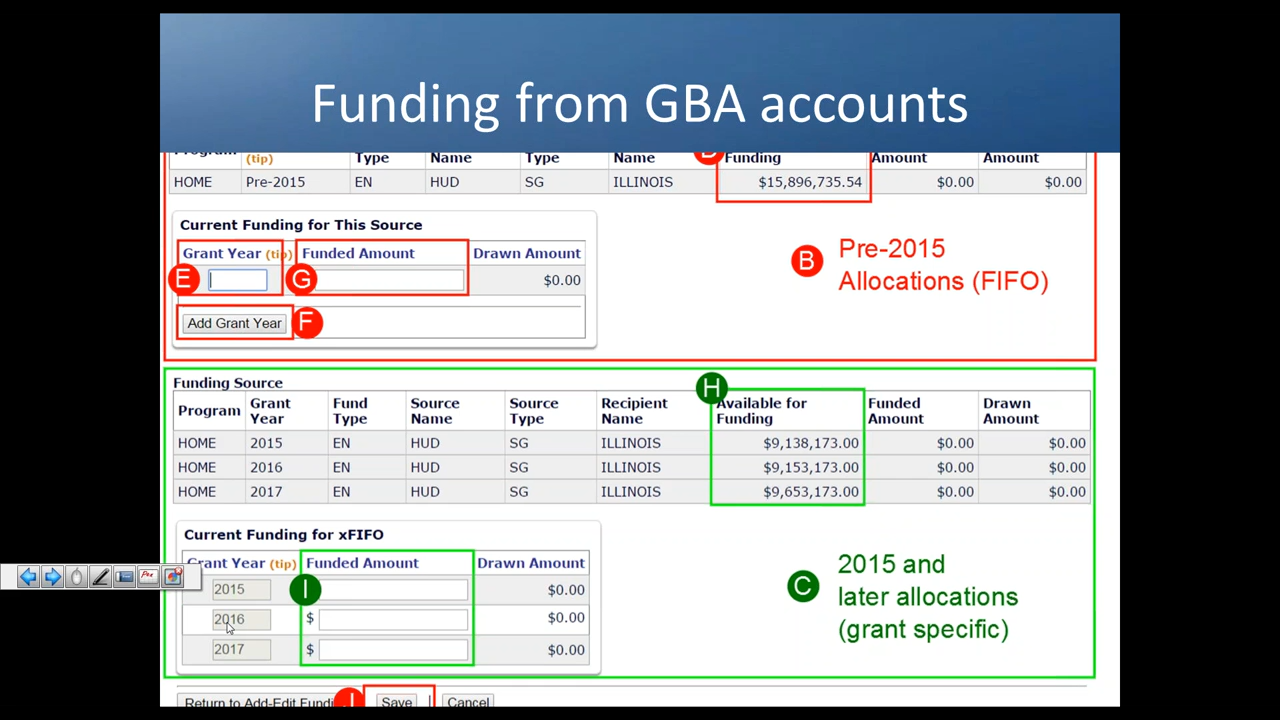 Funding from GBA accounts
Program (tip) Type Name Type Name D Funding Amount Amount
HOME Pre-2015 EN HUD SG ILLINOIS $15,896,735.54 $0.00 $0.00
Current Funding for This Source
Grant Year (tip) Funded Amount Drawn Amount
E G $0.00
Add Grant Year F
B Pre-2015
Allocations (FIFO)
Funding Source
H
Program Grant Year Fund Type Source Name Source Type Recipient Name Available for Funding Funded Amount Drawn Amount
HOME 2015 EN HUD SG ILLINOIS $9,138,173.00 $0.00 $0.00
HOME 2016 EN HUD SG ILLINOIS $9,153,173.00 $0.00 $0.00
HOME 2017 EN HUD SG ILLINOIS $9,653,173.00 $0.00 $0.00
Current Funding for xFIFO
Grant Year (tip) Funded Amount Drawn Amount
2015 I $0.00
2016 $ $0.00
2017 $ $0.00
C 2015 and
later allocations
(grant specific)
Return to Add-Edit Fundi J Save | Cancel